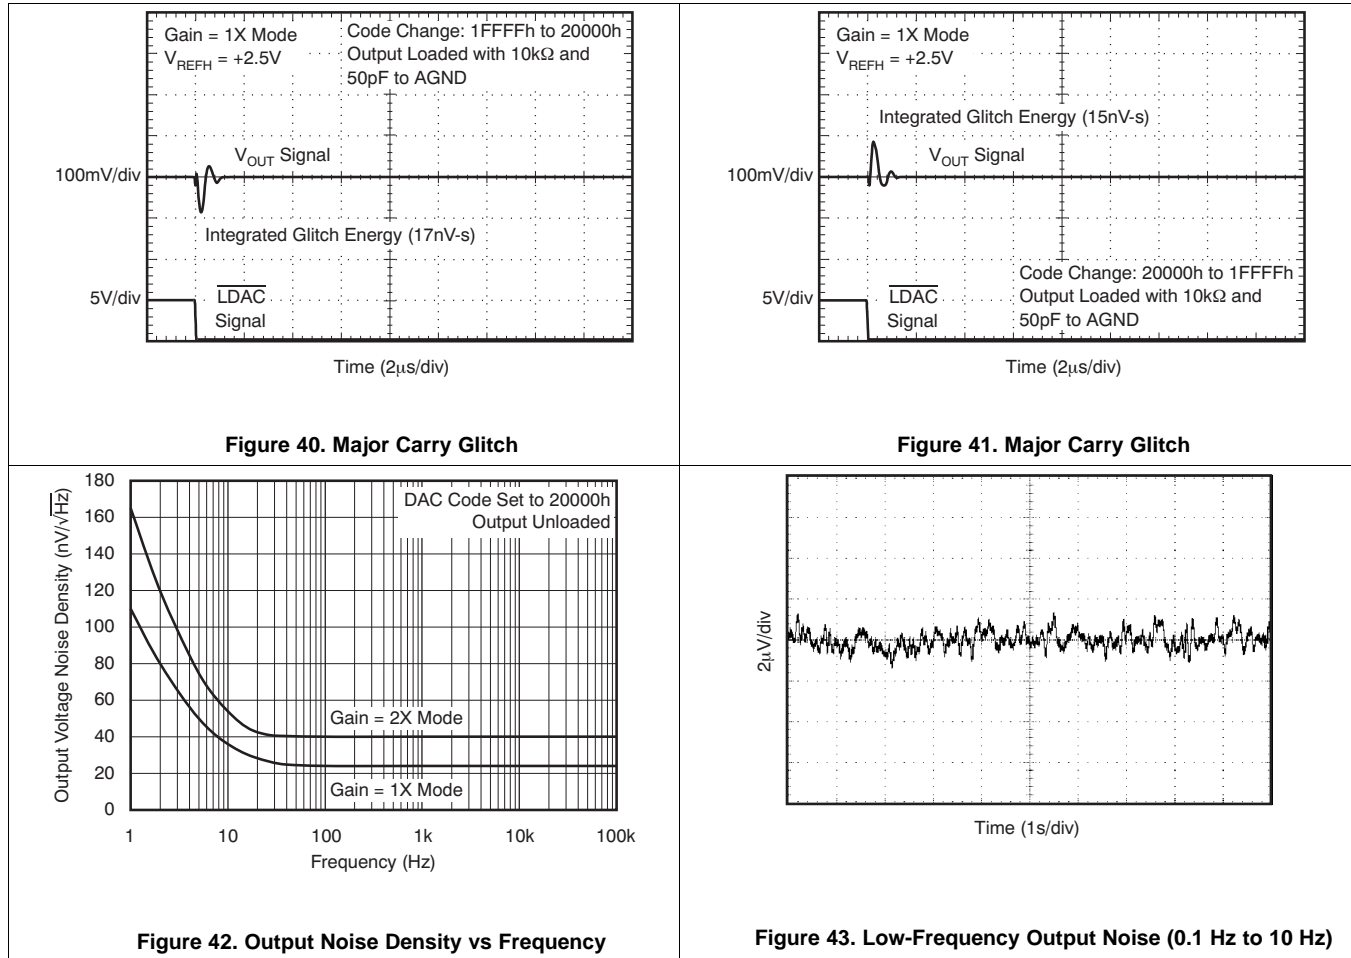 Gain = 1X Mode
V_REFH = +2.5V
Code Change: 1FFFFh to 20000h
Output Loaded with 10kΩ and
50pF to AGND
V_OUT Signal
100mV/div
Integrated Glitch Energy (17nV-s)
5V/div
LDAC
Signal
Time (2μs/div)
Figure 40. Major Carry Glitch
Gain = 1X Mode
V_REFH = +2.5V
Integrated Glitch Energy (15nV-s)
V_OUT Signal
100mV/div
Code Change: 20000h to 1FFFFh
Output Loaded with 10kΩ and
50pF to AGND
5V/div
LDAC
Signal
Time (2μs/div)
Figure 41. Major Carry Glitch
Output Voltage Noise Density (nV/√Hz)
180
160
140
120
100
80
60
40
20
0
DAC Code Set to 20000h
Output Unloaded
Gain = 2X Mode
Gain = 1X Mode
1 10 100 1k 10k 100k
Frequency (Hz)
Figure 42. Output Noise Density vs Frequency
2μV/div
Time (1s/div)
Figure 43. Low-Frequency Output Noise (0.1 Hz to 10 Hz)